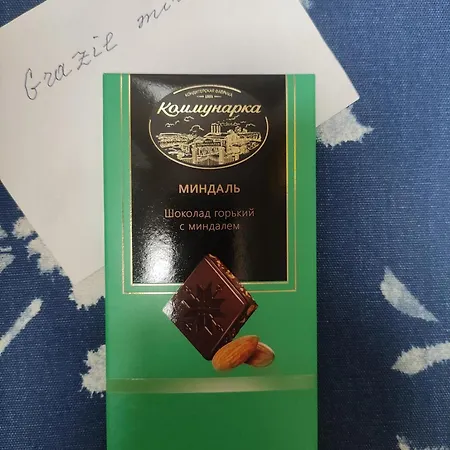 Grazie
КОНДИТЕРСКАЯ ФАБРИКА
Коммунарка
МИНДАЛЬ
Шоколад горький
с миндалем